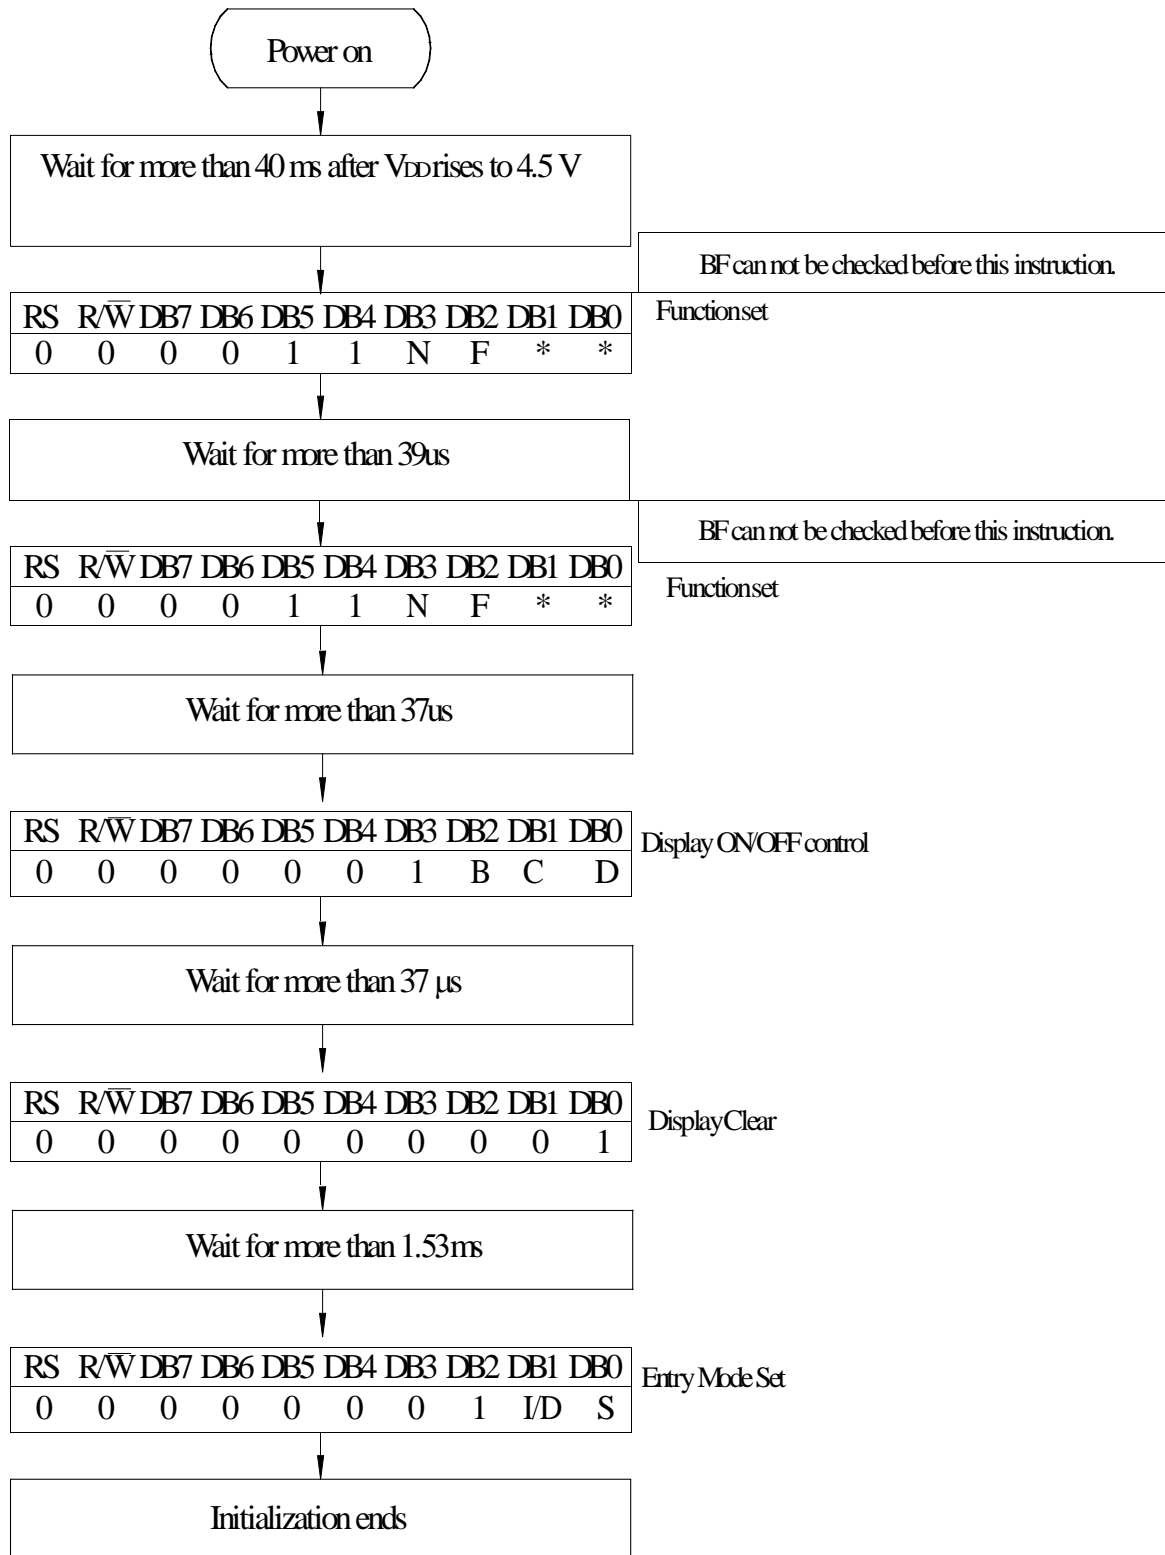 Power on
Wait for more than 40 ms after VDD rises to 4.5 V
BF can not be checked before this instruction.
RS R/W̅ DB7 DB6 DB5 DB4 DB3 DB2 DB1 DB0
Function set
0 0 0 0 1 1 N F * *
Wait for more than 39us
BF can not be checked before this instruction.
RS R/W̅ DB7 DB6 DB5 DB4 DB3 DB2 DB1 DB0
Function set
0 0 0 0 1 1 N F * *
Wait for more than 37us
RS R/W̅ DB7 DB6 DB5 DB4 DB3 DB2 DB1 DB0
Display ON/OFF control
0 0 0 0 0 0 1 B C D
Wait for more than 37 μs
RS R/W̅ DB7 DB6 DB5 DB4 DB3 DB2 DB1 DB0
Display Clear
0 0 0 0 0 0 0 0 0 1
Wait for more than 1.53ms
RS R/W̅ DB7 DB6 DB5 DB4 DB3 DB2 DB1 DB0
Entry Mode Set
0 0 0 0 0 0 0 1 I/D S
Initialization ends